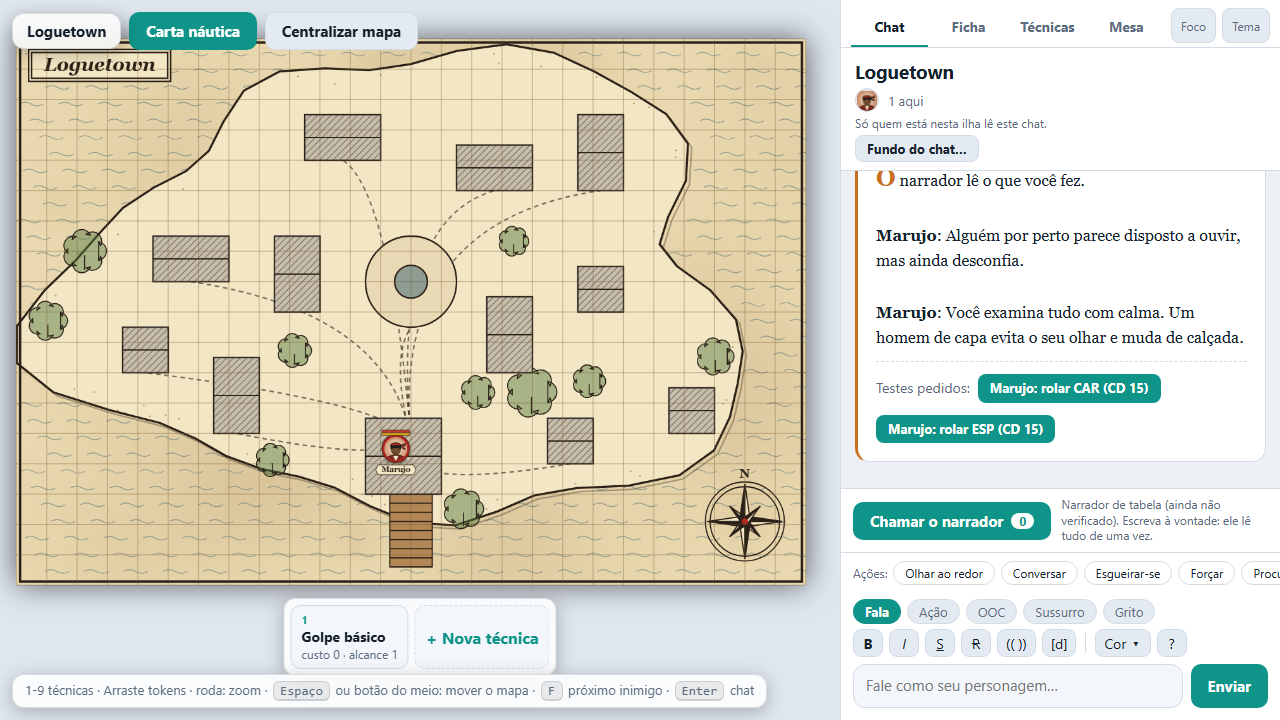 Loguetown
Carta náutica
Centralizar mapa
Loguetown
Marujo
N
1
Golpe básico
custo 0 · alcance 1
+ Nova técnica
1-9 técnicas · Arraste tokens · roda: zoom · Espaço ou botão do meio: mover o mapa · F próximo inimigo · Enter chat
Chat
Ficha
Técnicas
Mesa
Foco
Tema
Loguetown
1 aqui
Só quem está nesta ilha lê este chat.
Fundo do chat...
O narrador lê o que você fez.
Marujo: Alguém por perto parece disposto a ouvir,
mas ainda desconfia.
Marujo: Você examina tudo com calma. Um
homem de capa evita o seu olhar e muda de calçada.
Testes pedidos: Marujo: rolar CAR (CD 15)
Marujo: rolar ESP (CD 15)
Chamar o narrador 0
Narrador de tabela (ainda não
verificado). Escreva à vontade: ele lê
tudo de uma vez.
Ações: Olhar ao redor Conversar Esgueirar-se Forçar Procu
Fala Ação OOC Sussurro Grito
B I S R (( )) [d] Cor ▾ ?
Fale como seu personagem...
Enviar